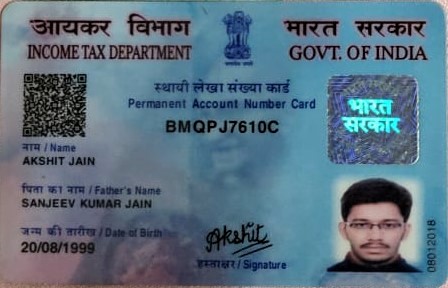 आयकर विभाग
INCOME TAX DEPARTMENT
भारत सरकार
GOVT. OF INDIA
स्थायी लेखा संख्या कार्ड
Permanent Account Number Card
BMQPJ7610C
भारत
सरकार
नाम / Name
AKSHIT JAIN
पिता का नाम / Father's Name
SANJEEV KUMAR JAIN
जन्म की तारीख / Date of Birth
20/08/1999
Akshit
हस्ताक्षर / Signature
08012018